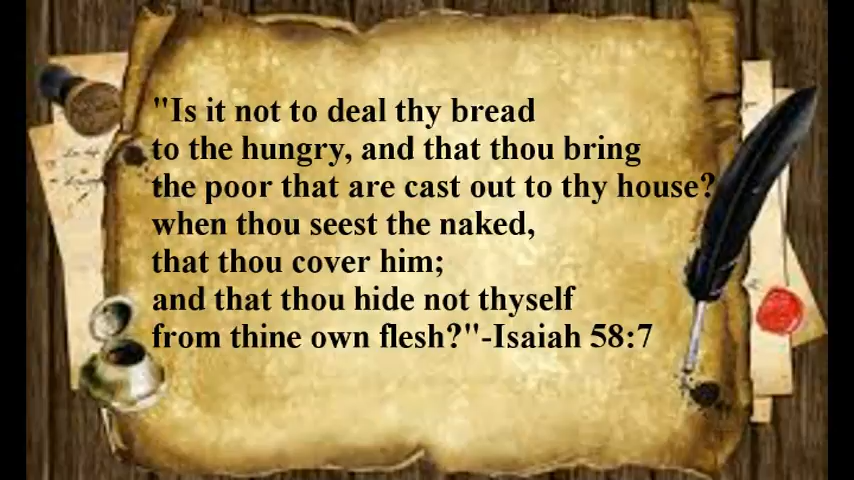 "Is it not to deal thy bread
to the hungry, and that thou bring
the poor that are cast out to thy house?
when thou seest the naked,
that thou cover him;
and that thou hide not thyself
from thine own flesh?"-Isaiah 58:7